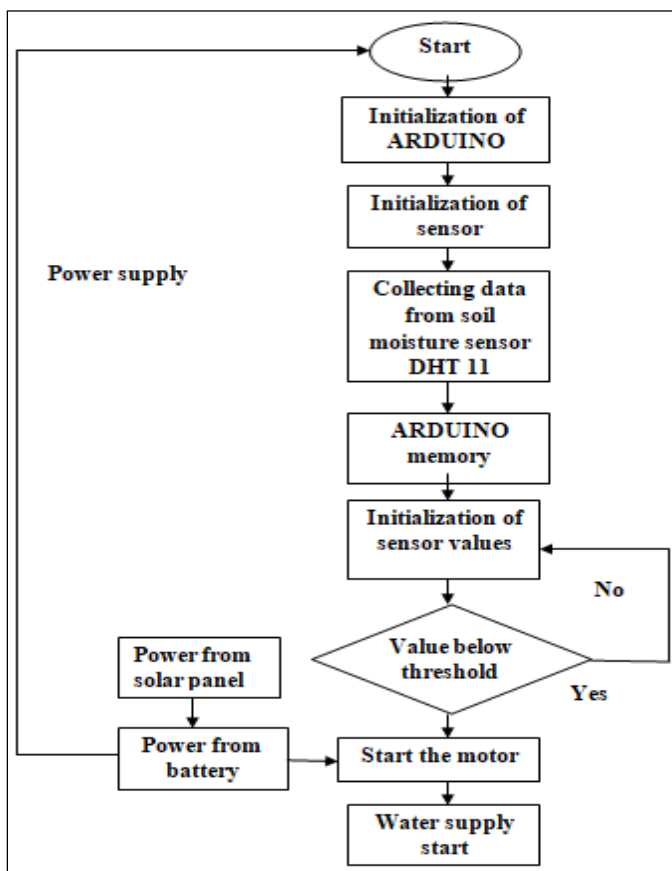 Start
Initialization of
ARDUINO
Initialization of
sensor
Power supply
Collecting data
from soil
moisture sensor
DHT 11
ARDUINO
memory
Initialization of
sensor values
No
Value below
threshold
Yes
Power from
solar panel
Power from
battery
Start the motor
Water supply
start